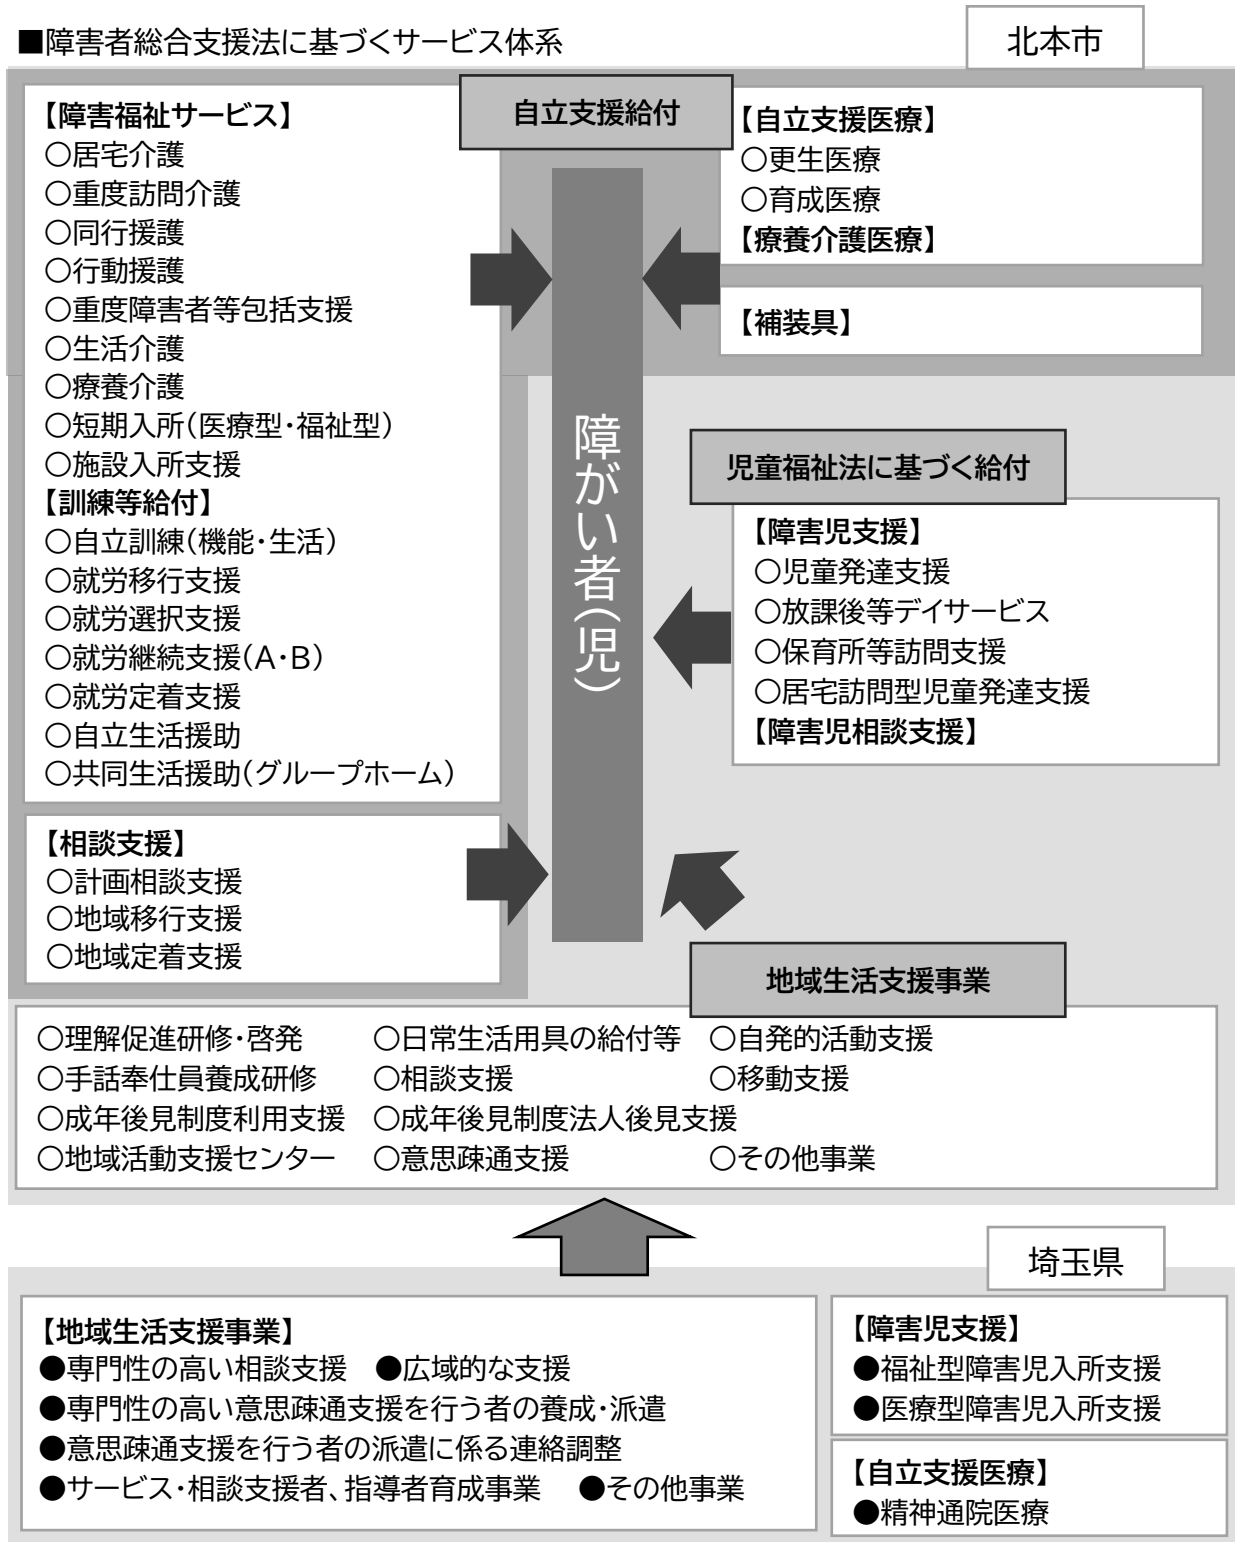 ■障害者総合支援法に基づくサービス体系
北本市
自立支援給付
【障害福祉サービス】
○居宅介護
○重度訪問介護
○同行援護
○行動援護
○重度障害者等包括支援
○生活介護
○療養介護
○短期入所(医療型・福祉型)
○施設入所支援
【訓練等給付】
○自立訓練(機能・生活)
○就労移行支援
○就労選択支援
○就労継続支援(A・B)
○就労定着支援
○自立生活援助
○共同生活援助(グループホーム)
【相談支援】
○計画相談支援
○地域移行支援
○地域定着支援
障がい者(児)
【自立支援医療】
○更生医療
○育成医療
【療養介護医療】
【補装具】
児童福祉法に基づく給付
【障害児支援】
○児童発達支援
○放課後等デイサービス
○保育所等訪問支援
○居宅訪問型児童発達支援
【障害児相談支援】
地域生活支援事業
○理解促進研修・啓発 ○日常生活用具の給付等 ○自発的活動支援
○手話奉仕員養成研修 ○相談支援 ○移動支援
○成年後見制度利用支援 ○成年後見制度法人後見支援
○地域活動支援センター ○意思疎通支援 ○その他事業
埼玉県
【地域生活支援事業】
●専門性の高い相談支援 ●広域的な支援
●専門性の高い意思疎通支援を行う者の養成・派遣
●意思疎通支援を行う者の派遣に係る連絡調整
●サービス・相談支援者、指導者育成事業 ●その他事業
【障害児支援】
●福祉型障害児入所支援
●医療型障害児入所支援
【自立支援医療】
●精神通院医療